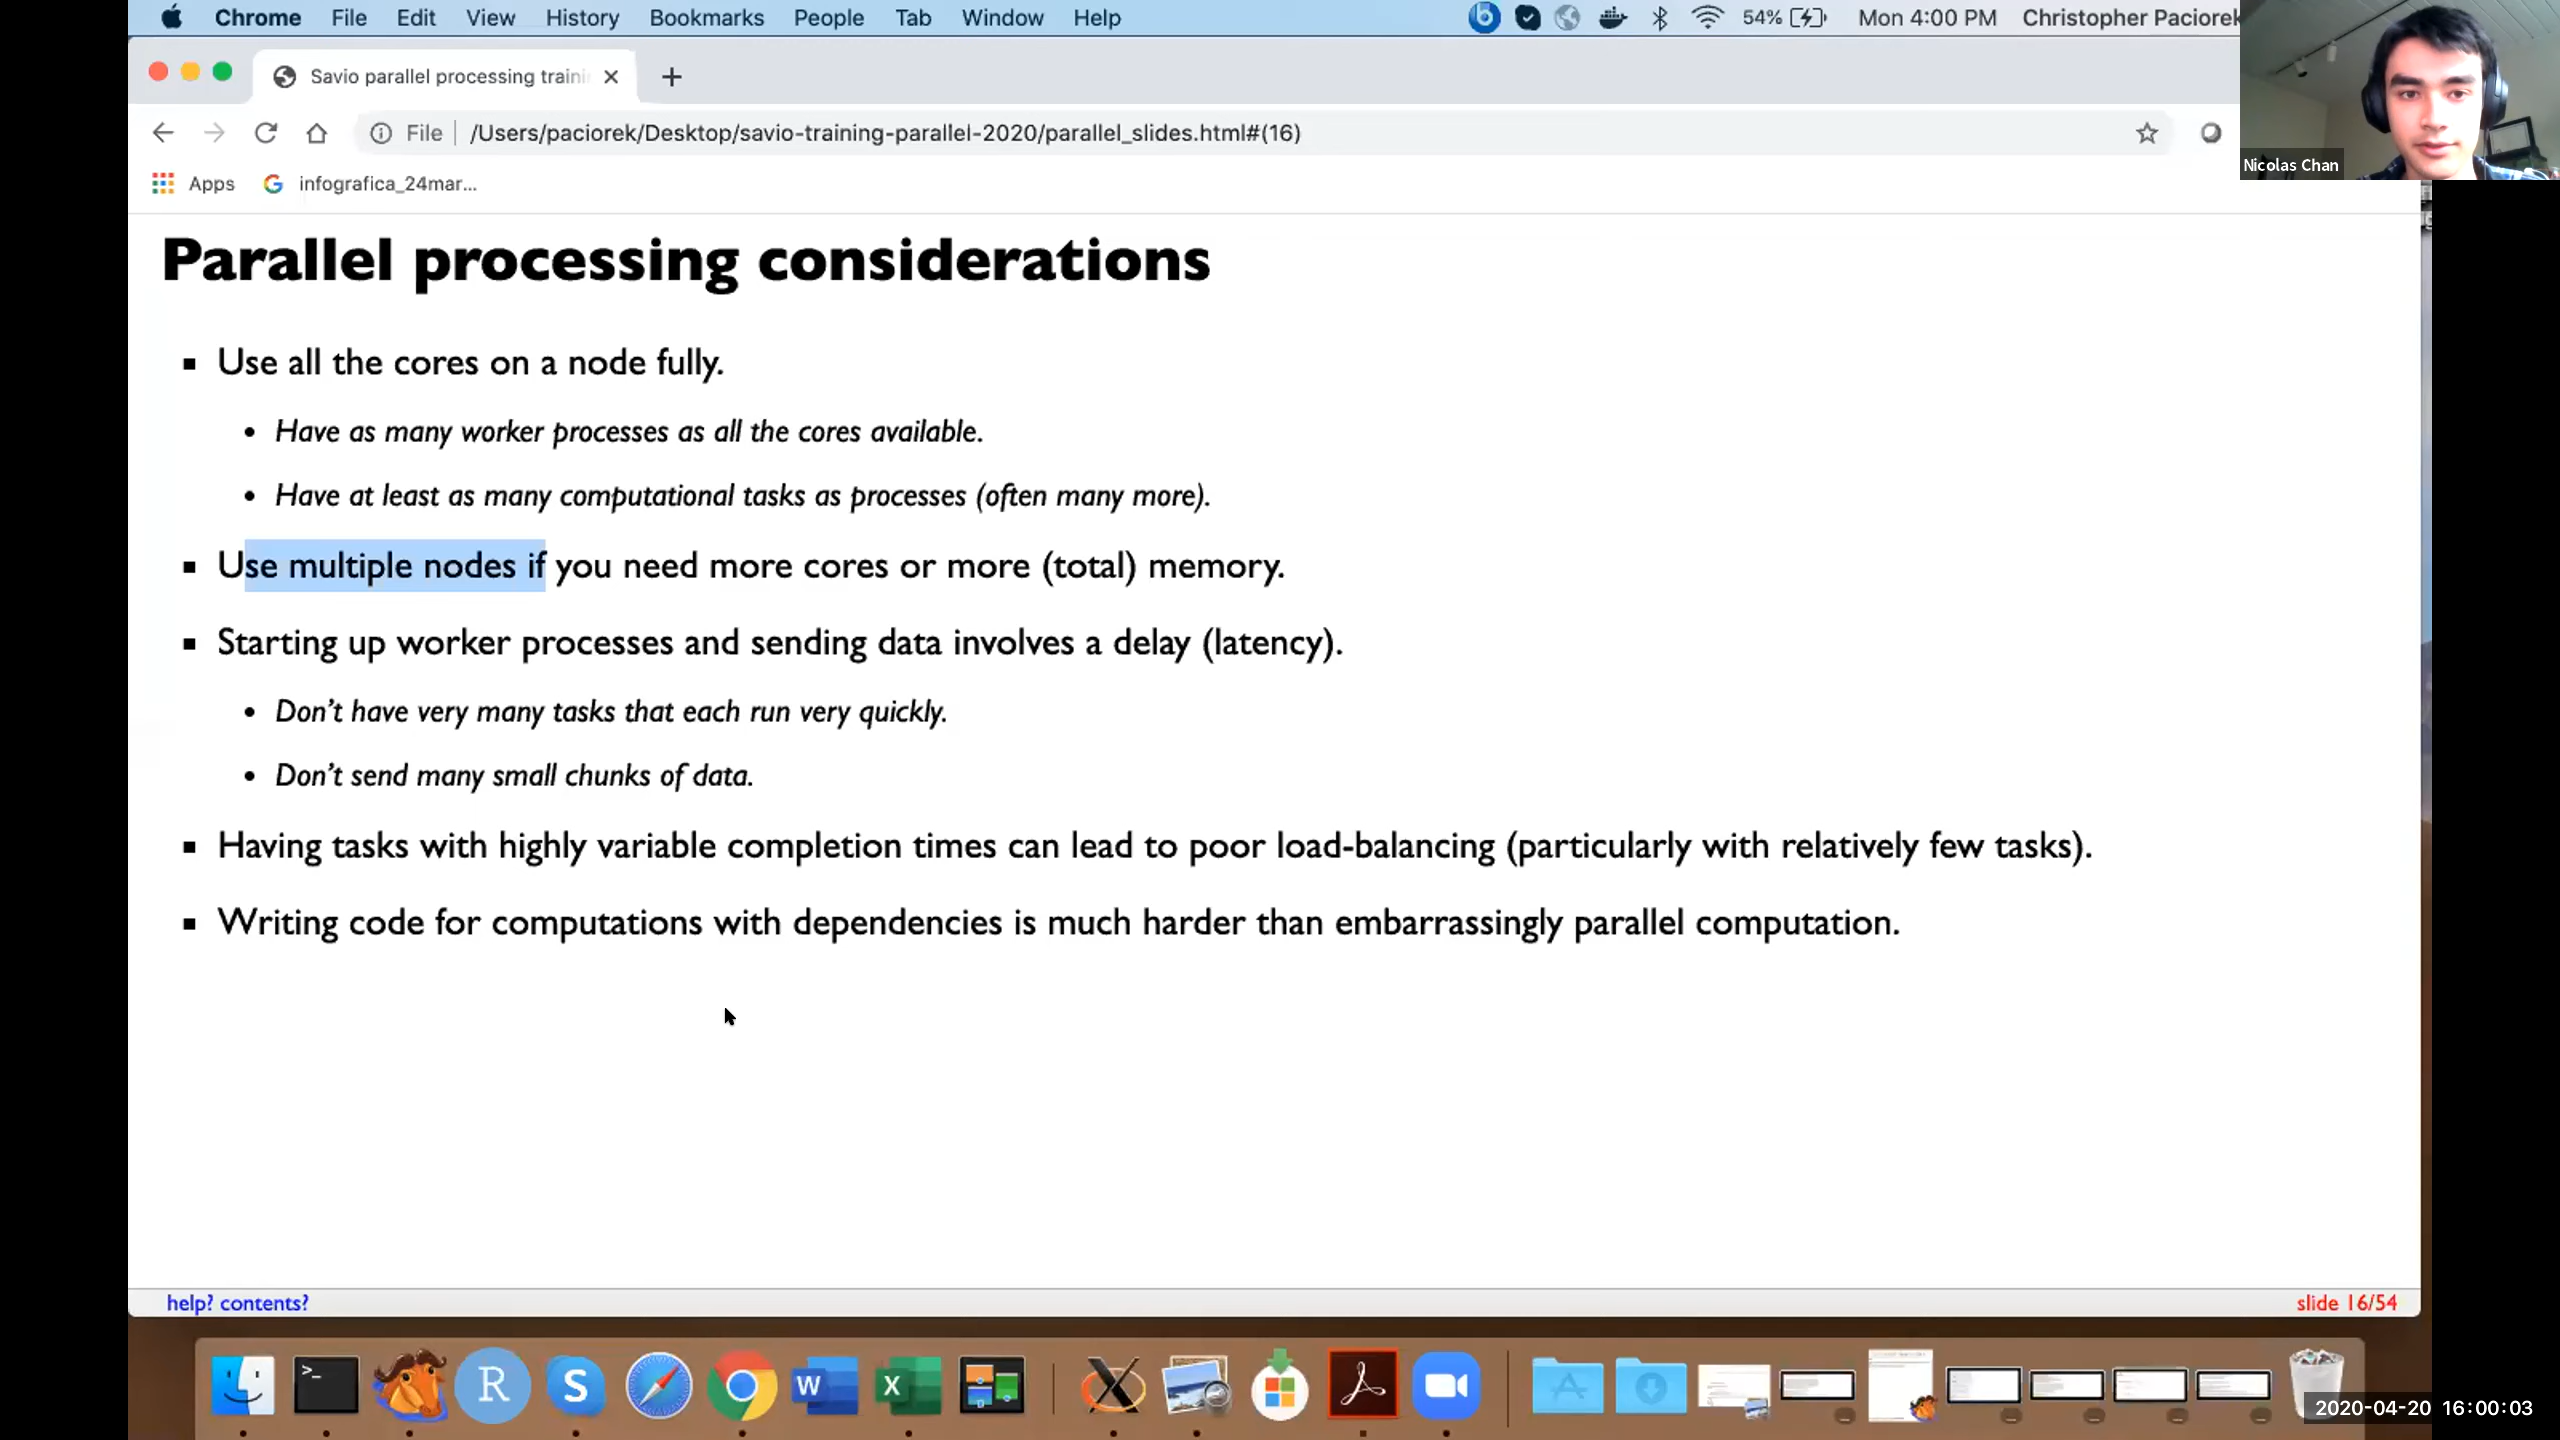 Chrome File Edit View History Bookmarks People Tab Window Help 54% Mon 4:00 PM Christopher Paciorek
Savio parallel processing traini
File /Users/paciorek/Desktop/savio-training-parallel-2020/parallel_slides.html#(16)
Apps infografica_24mar...
Nicolas Chan
Parallel processing considerations
Use all the cores on a node fully.
Have as many worker processes as all the cores available.
Have at least as many computational tasks as processes (often many more).
Use multiple nodes if you need more cores or more (total) memory.
Starting up worker processes and sending data involves a delay (latency).
Don’t have very many tasks that each run very quickly.
Don’t send many small chunks of data.
Having tasks with highly variable completion times can lead to poor load-balancing (particularly with relatively few tasks).
Writing code for computations with dependencies is much harder than embarrassingly parallel computation.
help? contents? slide 16/54
2020-04-20 16:00:03